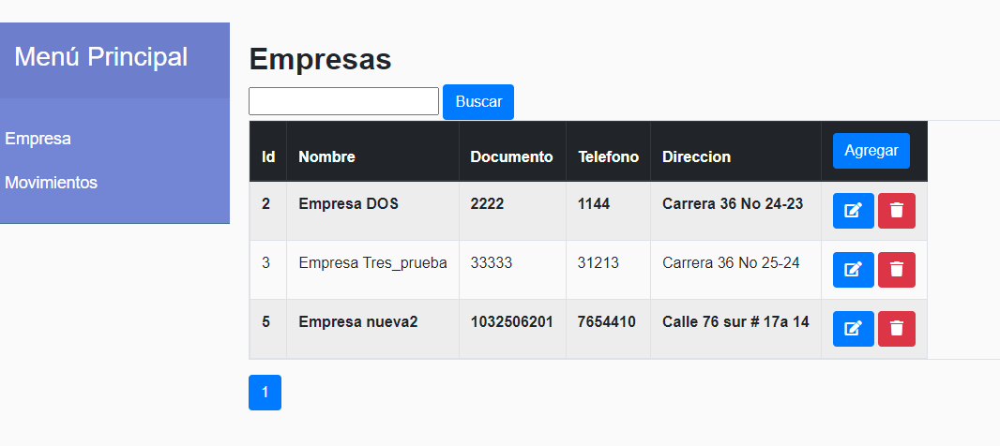 Menú Principal
Empresa
Movimientos
Empresas
Buscar
Id Nombre Documento Telefono Direccion Agregar
2 Empresa DOS 2222 1144 Carrera 36 No 24-23
3 Empresa Tres_prueba 33333 31213 Carrera 36 No 25-24
5 Empresa nueva2 1032506201 7654410 Calle 76 sur # 17a 14
1